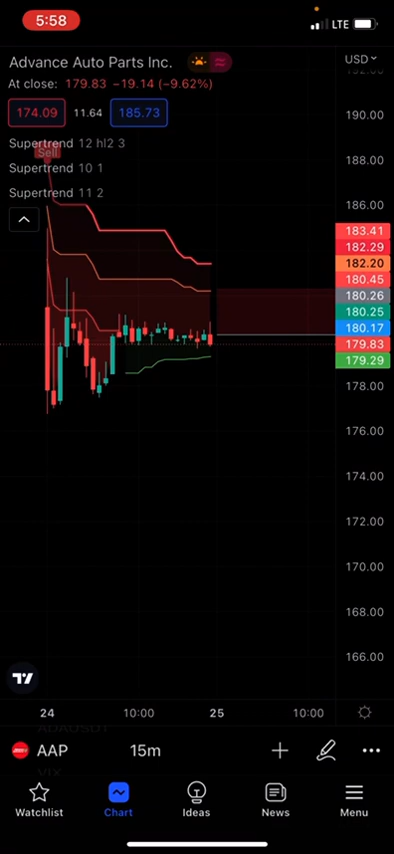 5:58
LTE
Advance Auto Parts Inc.
USD
At close: 179.83 −19.14 (−9.62%)
174.09 11.64 185.73
Supertrend 12 hl2 3
Sell
Supertrend 10 1
Supertrend 11 2
192.00
190.00
188.00
186.00
183.41
182.29
182.20
180.45
180.26
180.25
180.17
179.83
179.29
178.00
176.00
174.00
172.00
170.00
168.00
166.00
24 10:00 25 10:00
ADAUSDT
AAP 15m
VIX
Watchlist Chart Ideas News Menu